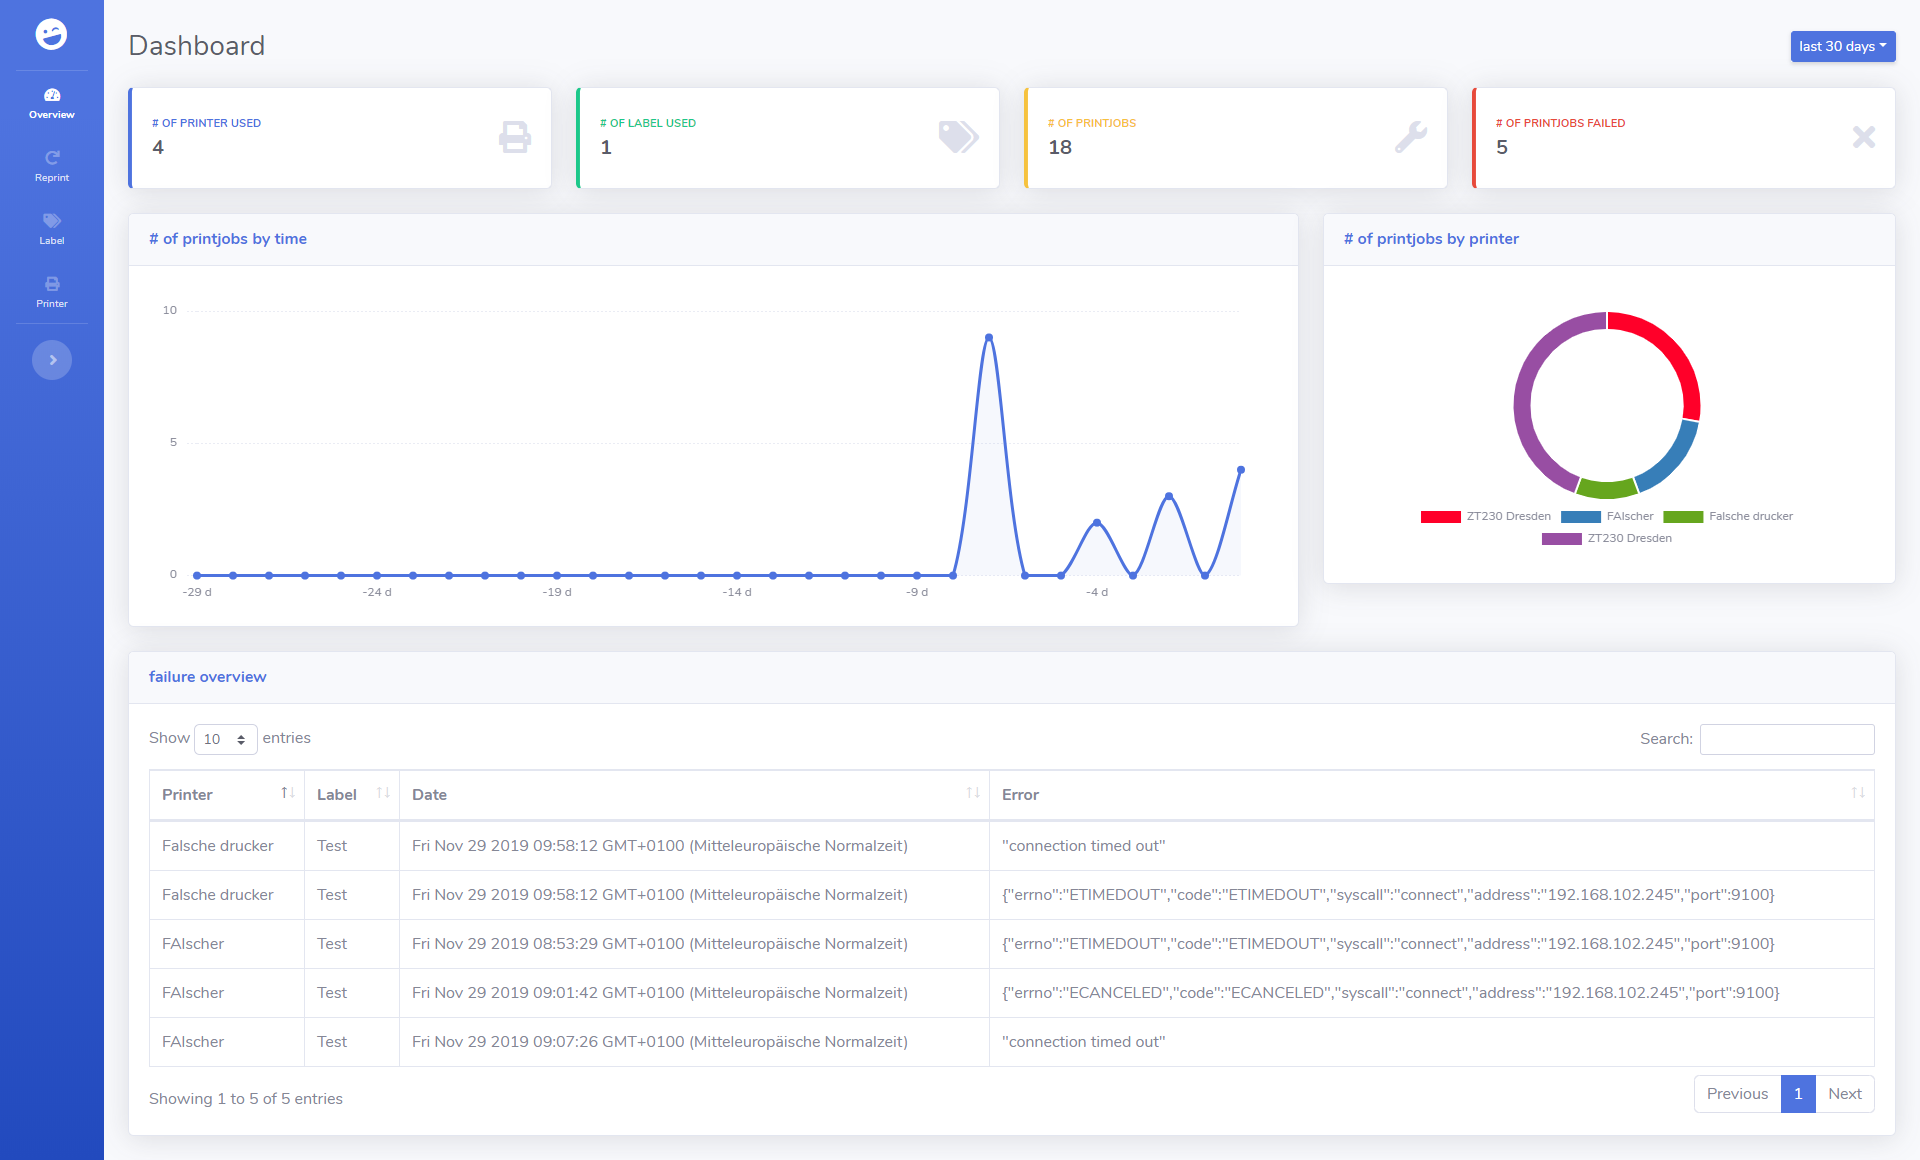 Dashboard
last 30 days
Overview
Reprint
Label
Printer
# OF PRINTER USED
4
# OF LABEL USED
1
# OF PRINTJOBS
18
# OF PRINTJOBS FAILED
5
# of printjobs by time
10
5
0
-29 d -24 d -19 d -14 d -9 d -4 d
# of printjobs by printer
ZT230 Dresden FAlscher Falsche drucker
ZT230 Dresden
failure overview
Show 10 entries
Search:
Printer Label Date Error
Falsche drucker Test Fri Nov 29 2019 09:58:12 GMT+0100 (Mitteleuropäische Normalzeit) "connection timed out"
Falsche drucker Test Fri Nov 29 2019 09:58:12 GMT+0100 (Mitteleuropäische Normalzeit) {"errno":"ETIMEDOUT","code":"ETIMEDOUT","syscall":"connect","address":"192.168.102.245","port":9100}
FAlscher Test Fri Nov 29 2019 08:53:29 GMT+0100 (Mitteleuropäische Normalzeit) {"errno":"ETIMEDOUT","code":"ETIMEDOUT","syscall":"connect","address":"192.168.102.245","port":9100}
FAlscher Test Fri Nov 29 2019 09:01:42 GMT+0100 (Mitteleuropäische Normalzeit) {"errno":"ECANCELED","code":"ECANCELED","syscall":"connect","address":"192.168.102.245","port":9100}
FAlscher Test Fri Nov 29 2019 09:07:26 GMT+0100 (Mitteleuropäische Normalzeit) "connection timed out"
Showing 1 to 5 of 5 entries
Previous 1 Next